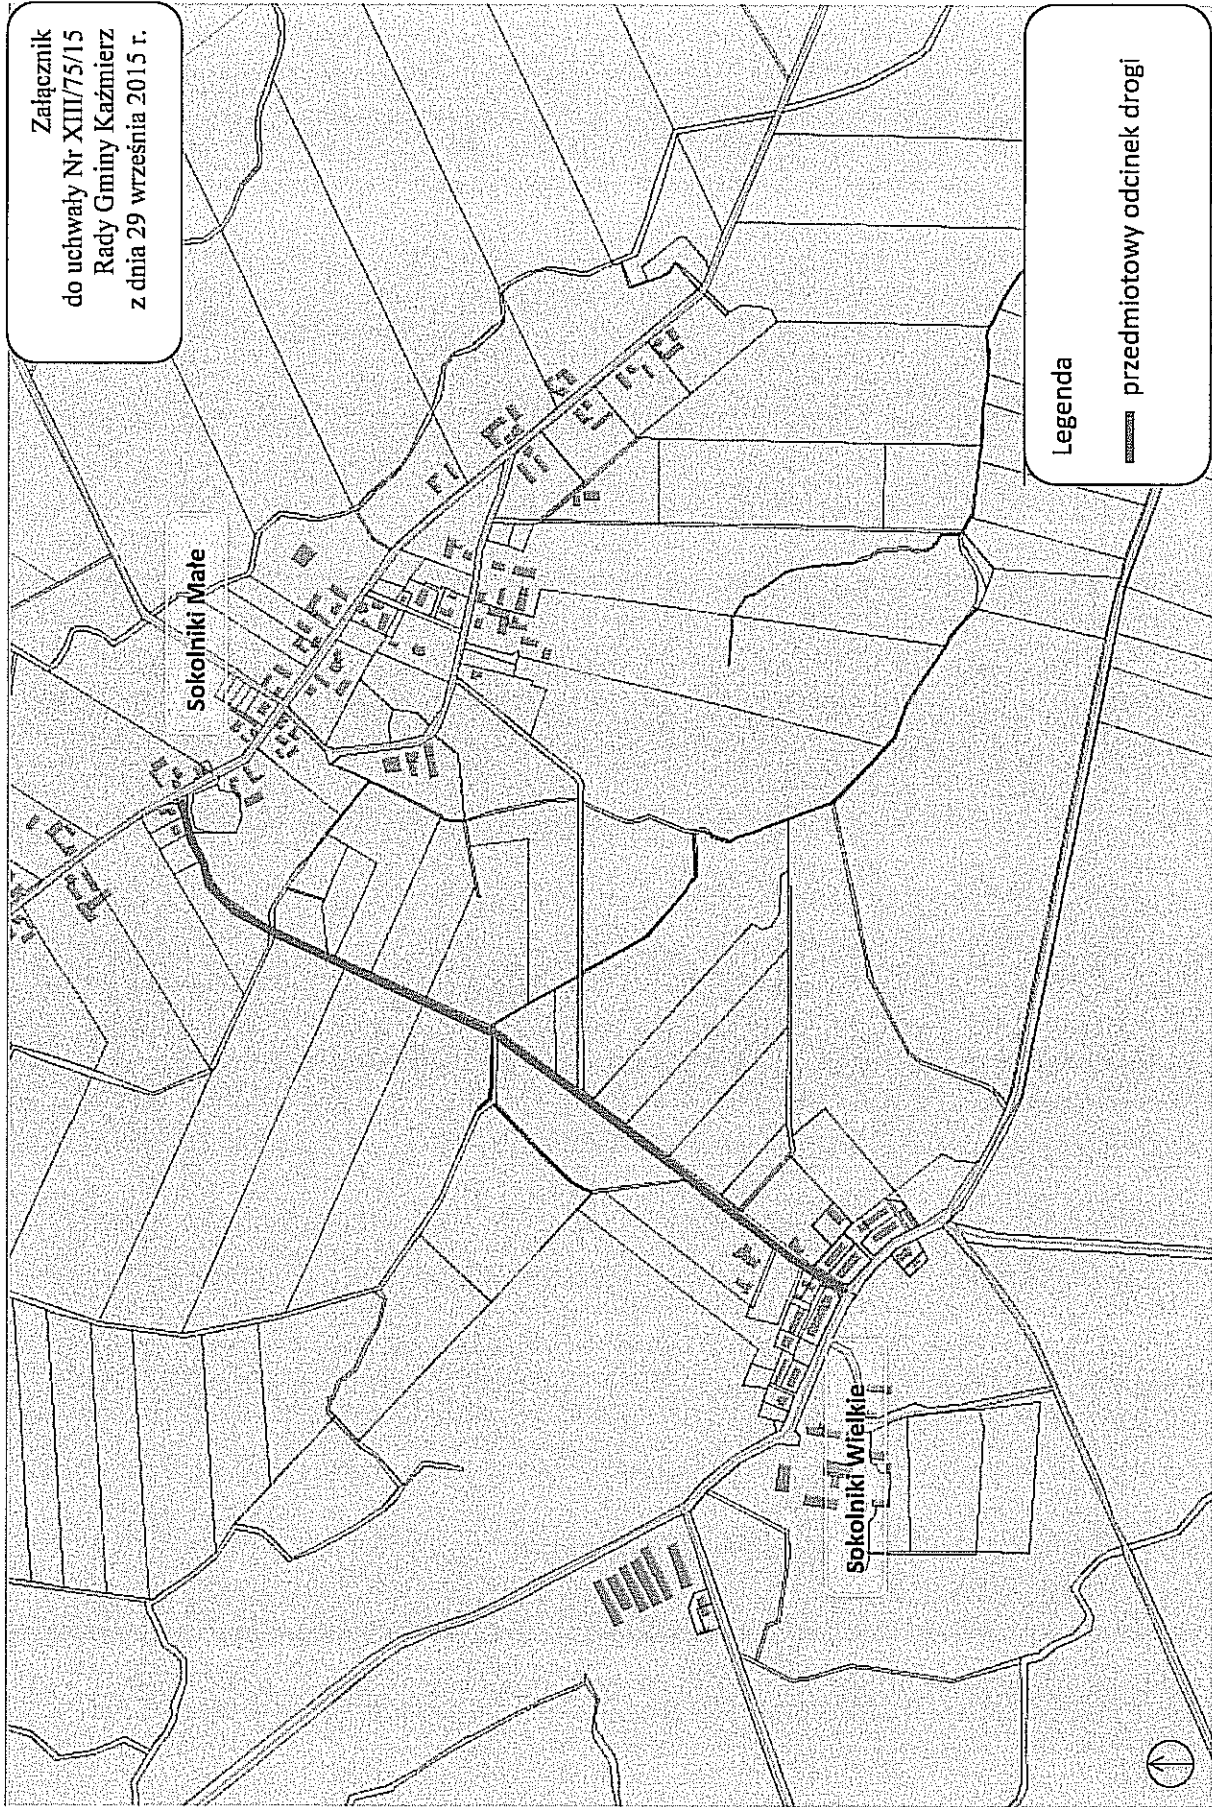 Załącznik
do uchwały Nr XIII/75/15
Rady Gminy Kaźmierz
z dnia 29 września 2015 r.
Sokolniki Małe
Sokolniki Wielkie
Legenda
przedmiotowy odcinek drogi